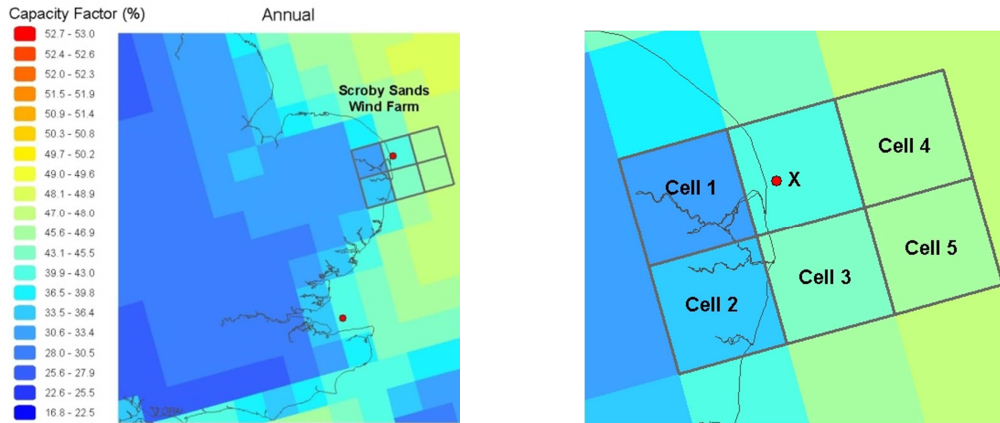 Capacity Factor (%)
Annual
52.7 - 53.0
52.4 - 52.6
52.0 - 52.3
51.5 - 51.9
50.9 - 51.4
50.3 - 50.8
49.7 - 50.2
49.0 - 49.6
48.1 - 48.9
47.0 - 48.0
45.6 - 46.9
43.1 - 45.5
39.9 - 43.0
36.5 - 39.8
33.5 - 36.4
30.6 - 33.4
28.0 - 30.5
25.6 - 27.9
22.6 - 25.5
16.8 - 22.5
Scroby Sands
Wind Farm
Cell 4
Cell 1
X
Cell 5
Cell 3
Cell 2